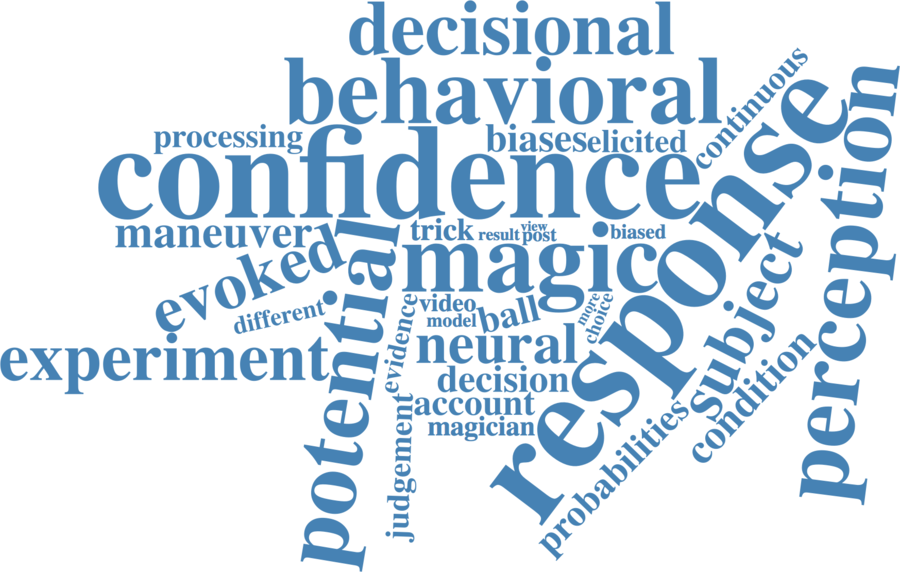 decisional
behavioral
continuous
processing
biases
elicited
confidence
response
perception
maneuver
trick
result
view
post
biased
evoked
potential
magic
subject
different
evidence
video
model
ball
more
choice
experiment
neural
decision
condition
account
judgement
magician
probabilities